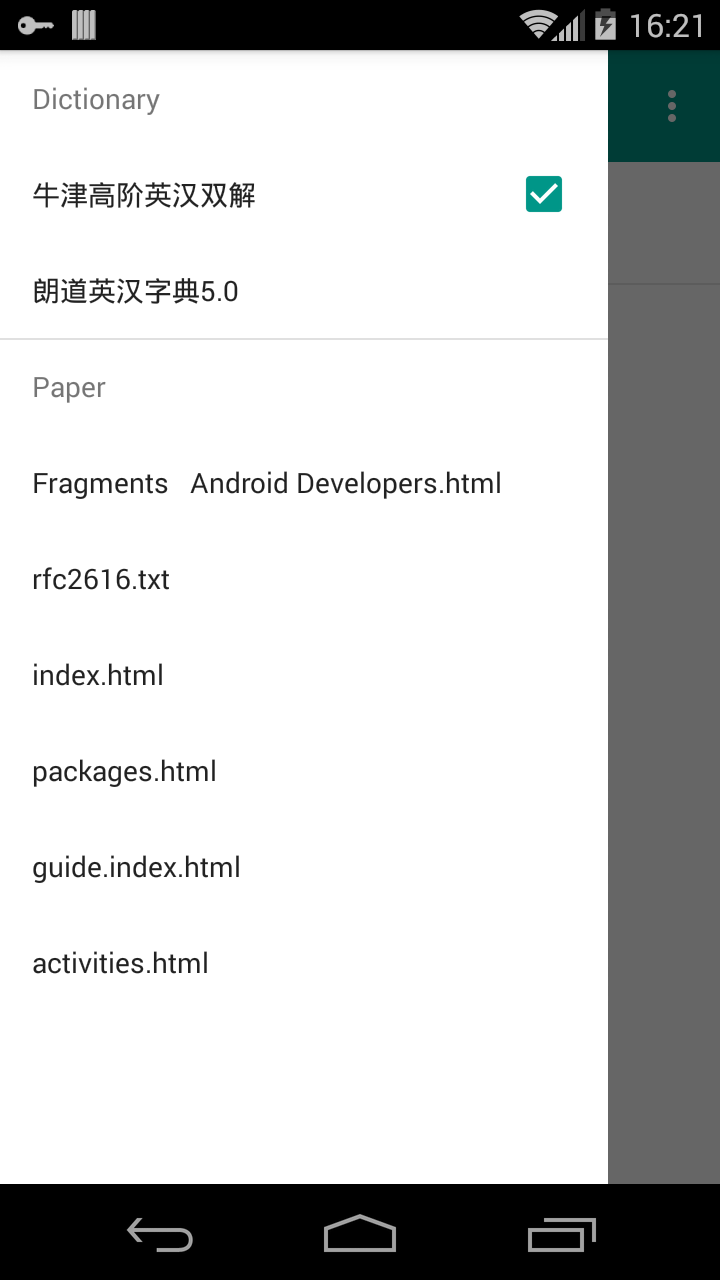 16:21
Dictionary
牛津高阶英汉双解
朗道英汉字典5.0
Paper
Fragments   Android Developers.html
rfc2616.txt
index.html
packages.html
guide.index.html
activities.html